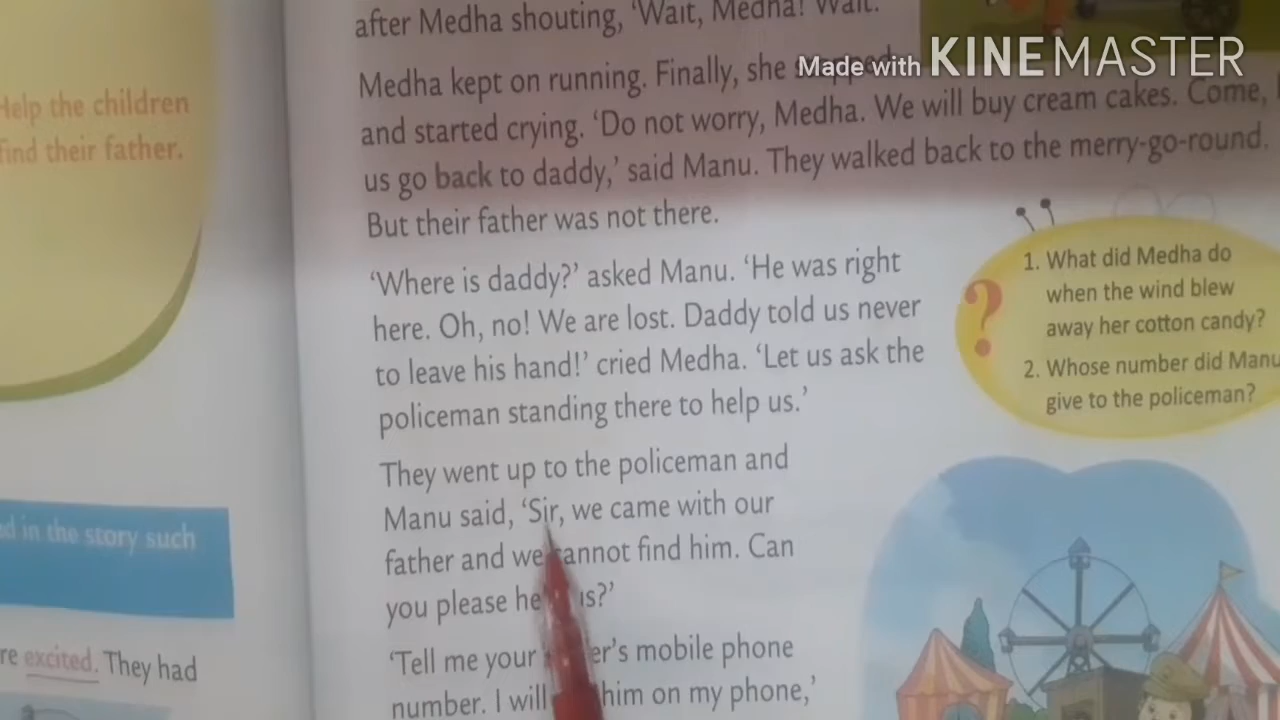 after Medha shouting, 'Wait, Medha! Wait.
Made with KINEMASTER
Medha kept on running. Finally, she
and started crying. 'Do not worry, Medha. We will buy cream cakes. Come,
us go back to daddy,' said Manu. They walked back to the merry-go-round.
But their father was not there.
'Where is daddy?' asked Manu. 'He was right
here. Oh, no! We are lost. Daddy told us never
to leave his hand!' cried Medha. 'Let us ask the
policeman standing there to help us.'
They went up to the policeman and
Manu said, 'Sir, we came with our
father and we cannot find him. Can
you please us?'
'Tell me your mobile phone
number. I will him on my phone,'
Help the children
find their father.
in the story such
excited. They had
1. What did Medha do
when the wind blew
away her cotton candy?
2. Whose number did Manu
give to the policeman?
?